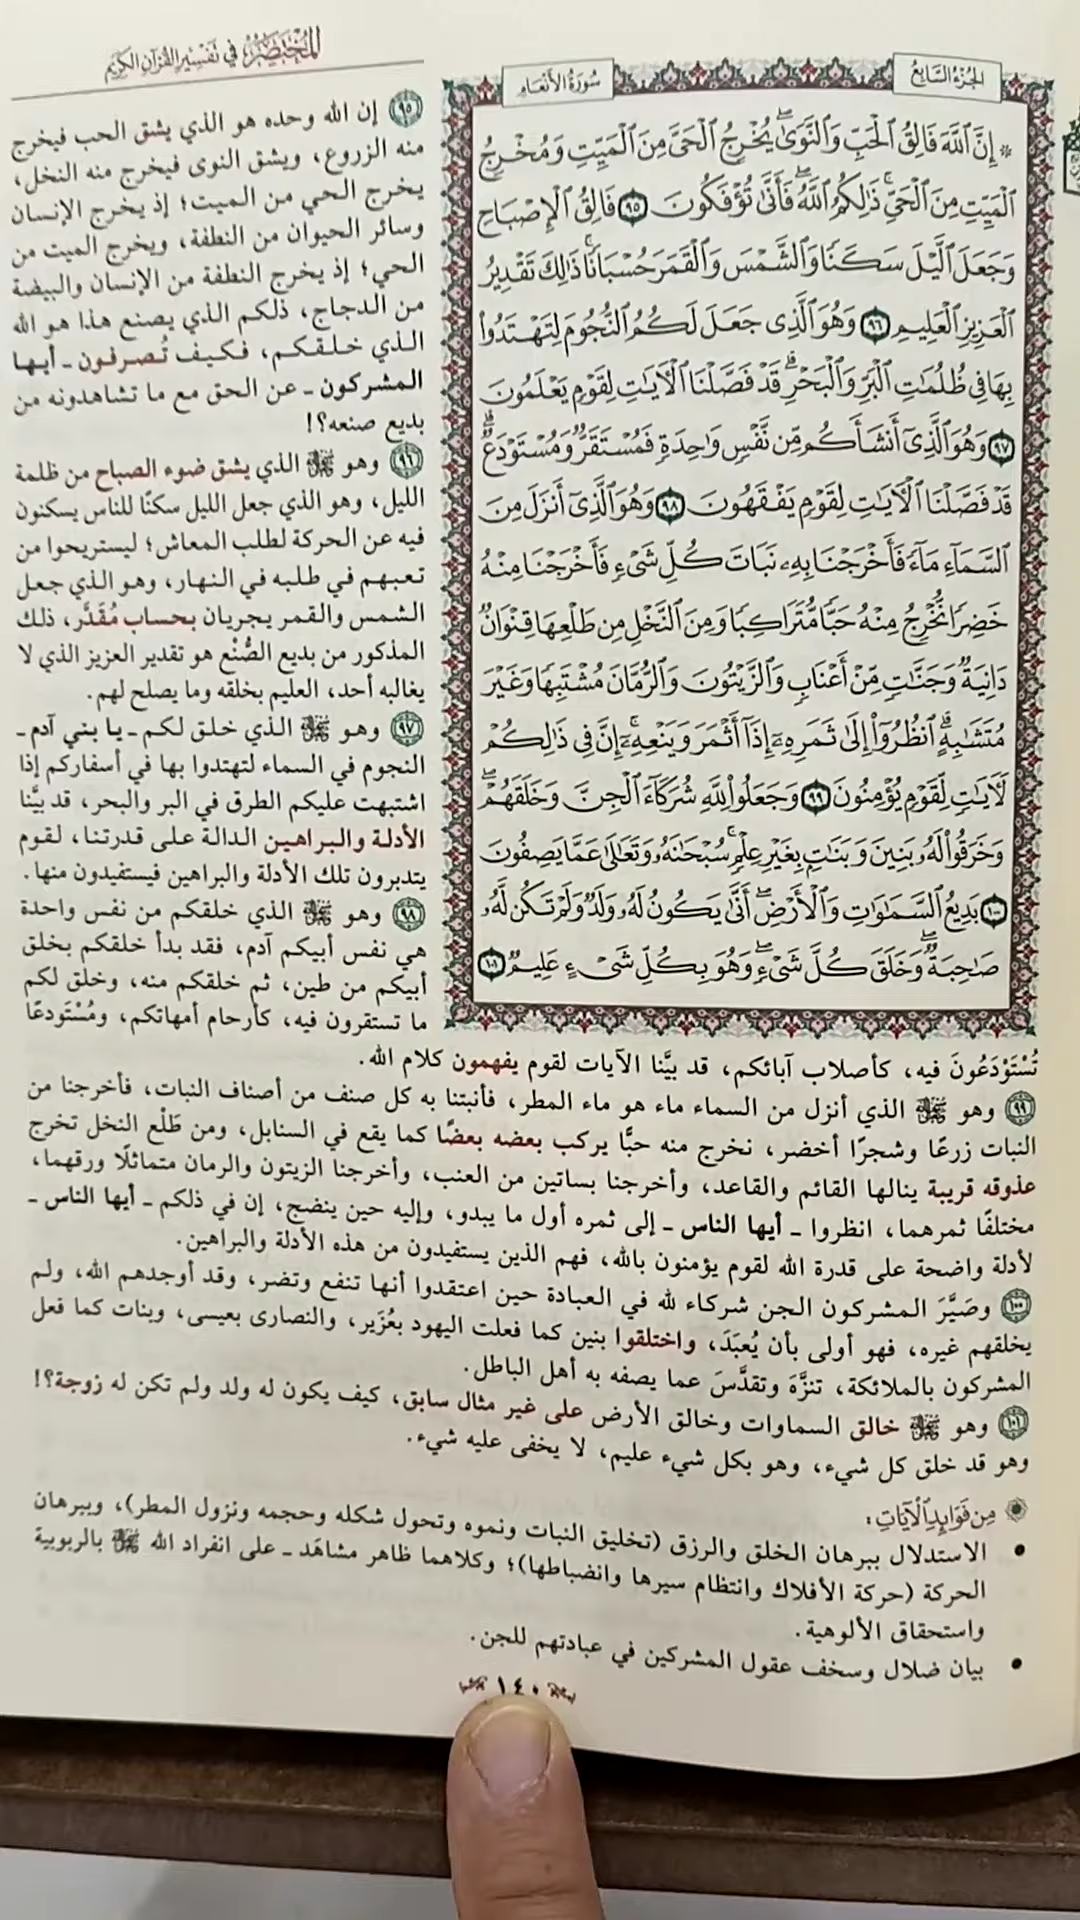 المختصر في تفسير القرآن الكريم
الجزء السابع
سورة الأنعام
* إِنَّ ٱللَّهَ فَالِقُ ٱلْحَبِّ وَٱلنَّوَىٰۖ يُخْرِجُ ٱلْحَىَّ مِنَ ٱلْمَيِّتِ وَمُخْرِجُ
ٱلْمَيِّتِ مِنَ ٱلْحَىِّۚ ذَٰلِكُمُ ٱللَّهُۖ فَأَنَّىٰ تُؤْفَكُونَ ٩٥ فَالِقُ ٱلْإِصْبَاحِ
وَجَعَلَ ٱلَّيْلَ سَكَنًا وَٱلشَّمْسَ وَٱلْقَمَرَ حُسْبَانًاۚ ذَٰلِكَ تَقْدِيرُ
ٱلْعَزِيزِ ٱلْعَلِيمِ ٩٦ وَهُوَ ٱلَّذِى جَعَلَ لَكُمُ ٱلنُّجُومَ لِتَهْتَدُوا۟
بِهَا فِى ظُلُمَٰتِ ٱلْبَرِّ وَٱلْبَحْرِۗ قَدْ فَصَّلْنَا ٱلْءَايَٰتِ لِقَوْمٍ يَعْلَمُونَ
٩٧ وَهُوَ ٱلَّذِىٓ أَنشَأَكُم مِّن نَّفْسٍ وَٰحِدَةٍ فَمُسْتَقَرٌّ وَمُسْتَوْدَعٌۗ
قَدْ فَصَّلْنَا ٱلْءَايَٰتِ لِقَوْمٍ يَفْقَهُونَ ٩٨ وَهُوَ ٱلَّذِىٓ أَنزَلَ مِنَ
ٱلسَّمَآءِ مَآءً فَأَخْرَجْنَا بِهِۦ نَبَاتَ كُلِّ شَىْءٍ فَأَخْرَجْنَا مِنْهُ
خَضِرًا نُّخْرِجُ مِنْهُ حَبًّا مُّتَرَاكِبًا وَمِنَ ٱلنَّخْلِ مِن طَلْعِهَا قِنْوَانٌ
دَانِيَةٌ وَجَنَّٰتٍ مِّنْ أَعْنَابٍ وَٱلزَّيْتُونَ وَٱلرُّمَّانَ مُشْتَبِهًا وَغَيْرَ
مُتَشَٰبِهٍۗ ٱنظُرُوٓا۟ إِلَىٰ ثَمَرِهِۦٓ إِذَآ أَثْمَرَ وَيَنْعِهِۦٓۚ إِنَّ فِى ذَٰلِكُمْ
لَءَايَٰتٍ لِّقَوْمٍ يُؤْمِنُونَ ٩٩ وَجَعَلُوا۟ لِلَّهِ شُرَكَآءَ ٱلْجِنَّ وَخَلَقَهُمْۖ
وَخَرَقُوا۟ لَهُۥ بَنِينَ وَبَنَٰتٍۭ بِغَيْرِ عِلْمٍۚ سُبْحَٰنَهُۥ وَتَعَٰلَىٰ عَمَّا يَصِفُونَ
١٠٠ بَدِيعُ ٱلسَّمَٰوَٰتِ وَٱلْأَرْضِۖ أَنَّىٰ يَكُونُ لَهُۥ وَلَدٌ وَلَمْ تَكُن لَّهُۥ
صَٰحِبَةٌۖ وَخَلَقَ كُلَّ شَىْءٍۖ وَهُوَ بِكُلِّ شَىْءٍ عَلِيمٌ ١٠١
٩٥ إن الله وحده هو الذي يشق الحب فيخرج
منه الزروع، ويشق النوى فيخرج منه النخل،
يخرج الحي من الميت؛ إذ يخرج الإنسان
وسائر الحيوان من النطفة، ويخرج الميت من
الحي؛ إذ يخرج النطفة من الإنسان والبيضة
من الدجاج، ذلكم الذي يصنع هذا هو الله
الذي خلقكم، فكيف تُصرفون ـ أيها
المشركون ـ عن الحق مع ما تشاهدونه من
بديع صنعه؟!
٩٦ وهو ﷻ الذي يشق ضوء الصباح من ظلمة
الليل، وهو الذي جعل الليل سكنًا للناس يسكنون
فيه عن الحركة لطلب المعاش؛ ليستريحوا من
تعبهم في طلبه في النهار، وهو الذي جعل
الشمس والقمر يجريان بحساب مُقَدَّر، ذلك
المذكور من بديع الصُّنْع هو تقدير العزيز الذي لا
يغالبه أحد، العليم بخلقه وما يصلح لهم.
٩٧ وهو ﷻ الذي خلق لكم ـ يا بني آدم ـ
النجوم في السماء لتهتدوا بها في أسفاركم إذا
اشتبهت عليكم الطرق في البر والبحر، قد بيَّنا
الأدلة والبراهين الدالة على قدرتنا، لقوم
يتدبرون تلك الأدلة والبراهين فيستفيدون منها.
٩٨ وهو ﷻ الذي خلقكم من نفس واحدة
هي نفس أبيكم آدم، فقد بدأ خلقكم بخلق
أبيكم من طين، ثم خلقكم منه، وخلق لكم
ما تستقرون فيه، كأرحام أمهاتكم، ومُسْتَودعًا
تُسْتَوْدَعُونَ فيه، كأصلاب آبائكم، قد بيَّنا الآيات لقوم يفهمون كلام الله.
٩٩ وهو ﷻ الذي أنزل من السماء ماء هو ماء المطر، فأنبتنا به كل صنف من أصناف النبات، فأخرجنا من
النبات زرعًا وشجرًا أخضر، نخرج منه حبًّا يركب بعضه بعضًا كما يقع في السنابل، ومن طَلْع النخل تخرج
عذوقه قريبة ينالها القائم والقاعد، وأخرجنا بساتين من العنب، وأخرجنا الزيتون والرمان متماثلًا ورقهما،
مختلفًا ثمرهما، انظروا ـ أيها الناس ـ إلى ثمره أول ما يبدو، وإليه حين ينضج، إن في ذلكم ـ أيها الناس ـ
لأدلة واضحة على قدرة الله لقوم يؤمنون بالله، فهم الذين يستفيدون من هذه الأدلة والبراهين.
١٠٠ وصَيَّرَ المشركون الجن شركاء لله في العبادة حين اعتقدوا أنها تنفع وتضر، وقد أوجدهم الله، ولم
يخلقهم غيره، فهو أولى بأن يُعبَدَ، واختلقوا بنين كما فعلت اليهود بعُزَير، والنصارى بعيسى، وبنات كما فعل
المشركون بالملائكة، تنزَّهَ وتقدَّسَ عما يصفه به أهل الباطل.
١٠١ وهو ﷻ خالق السماوات وخالق الأرض على غير مثال سابق، كيف يكون له ولد ولم تكن له زوجة؟!
وهو قد خلق كل شيء، وهو بكل شيء عليم، لا يخفى عليه شيء.
من فوائد الآيات:
• الاستدلال ببرهان الخلق والرزق (تخليق النبات ونموه وتحول شكله وحجمه ونزول المطر)، وببرهان
الحركة (حركة الأفلاك وانتظام سيرها وانضباطها)؛ وكلاهما ظاهر مشاهَد ـ على انفراد الله ﷻ بالربوبية
واستحقاق الألوهية.
• بيان ضلال وسخف عقول المشركين في عبادتهم للجن.
١٤٠